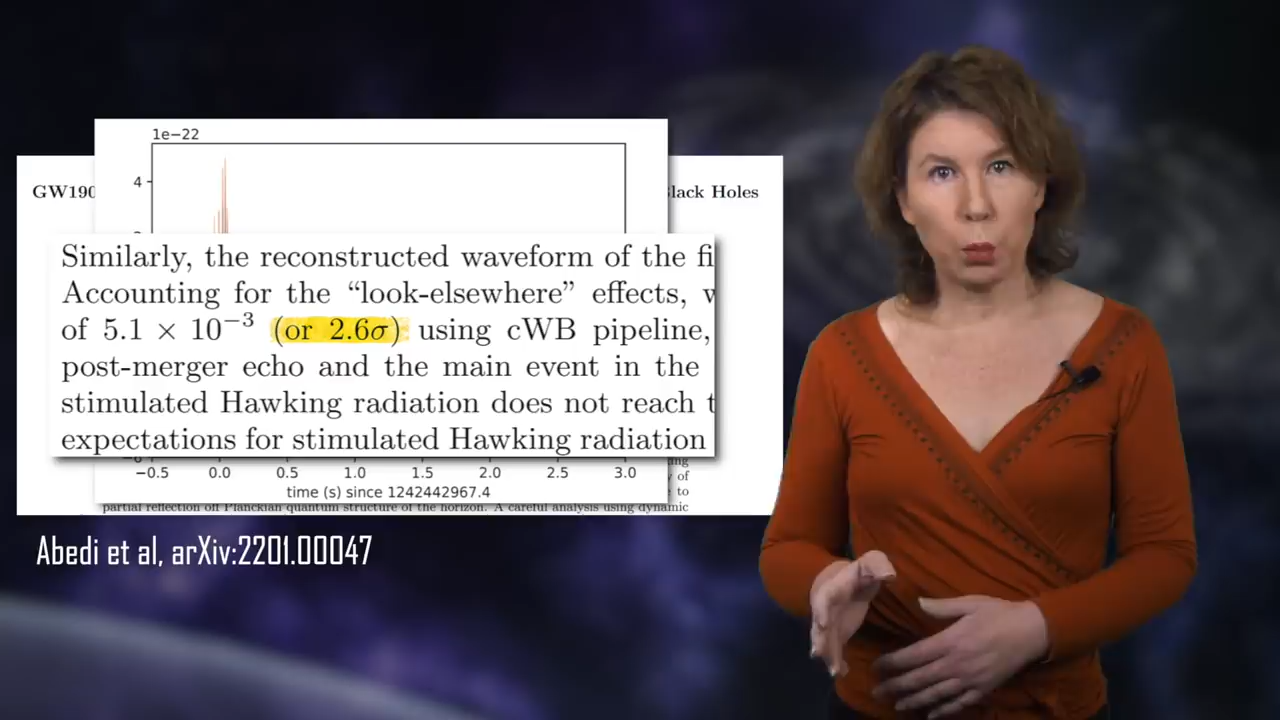 1e−22
4
GW190
Black Holes
Similarly, the reconstructed waveform of the
Accounting for the “look-elsewhere” effects,
of 5.1 × 10−3 (or 2.6σ) using cWB pipeline,
post-merger echo and the main event in the
stimulated Hawking radiation does not reach
expectations for stimulated Hawking radiation
−0.5 0.0 0.5 1.0 1.5 2.0 2.5 3.0
of
time (s) since 1242442967.4
to
partial reflection off Planckian quantum structure of the horizon. A careful analysis using dynamic
Abedi et al, arXiv:2201.00047